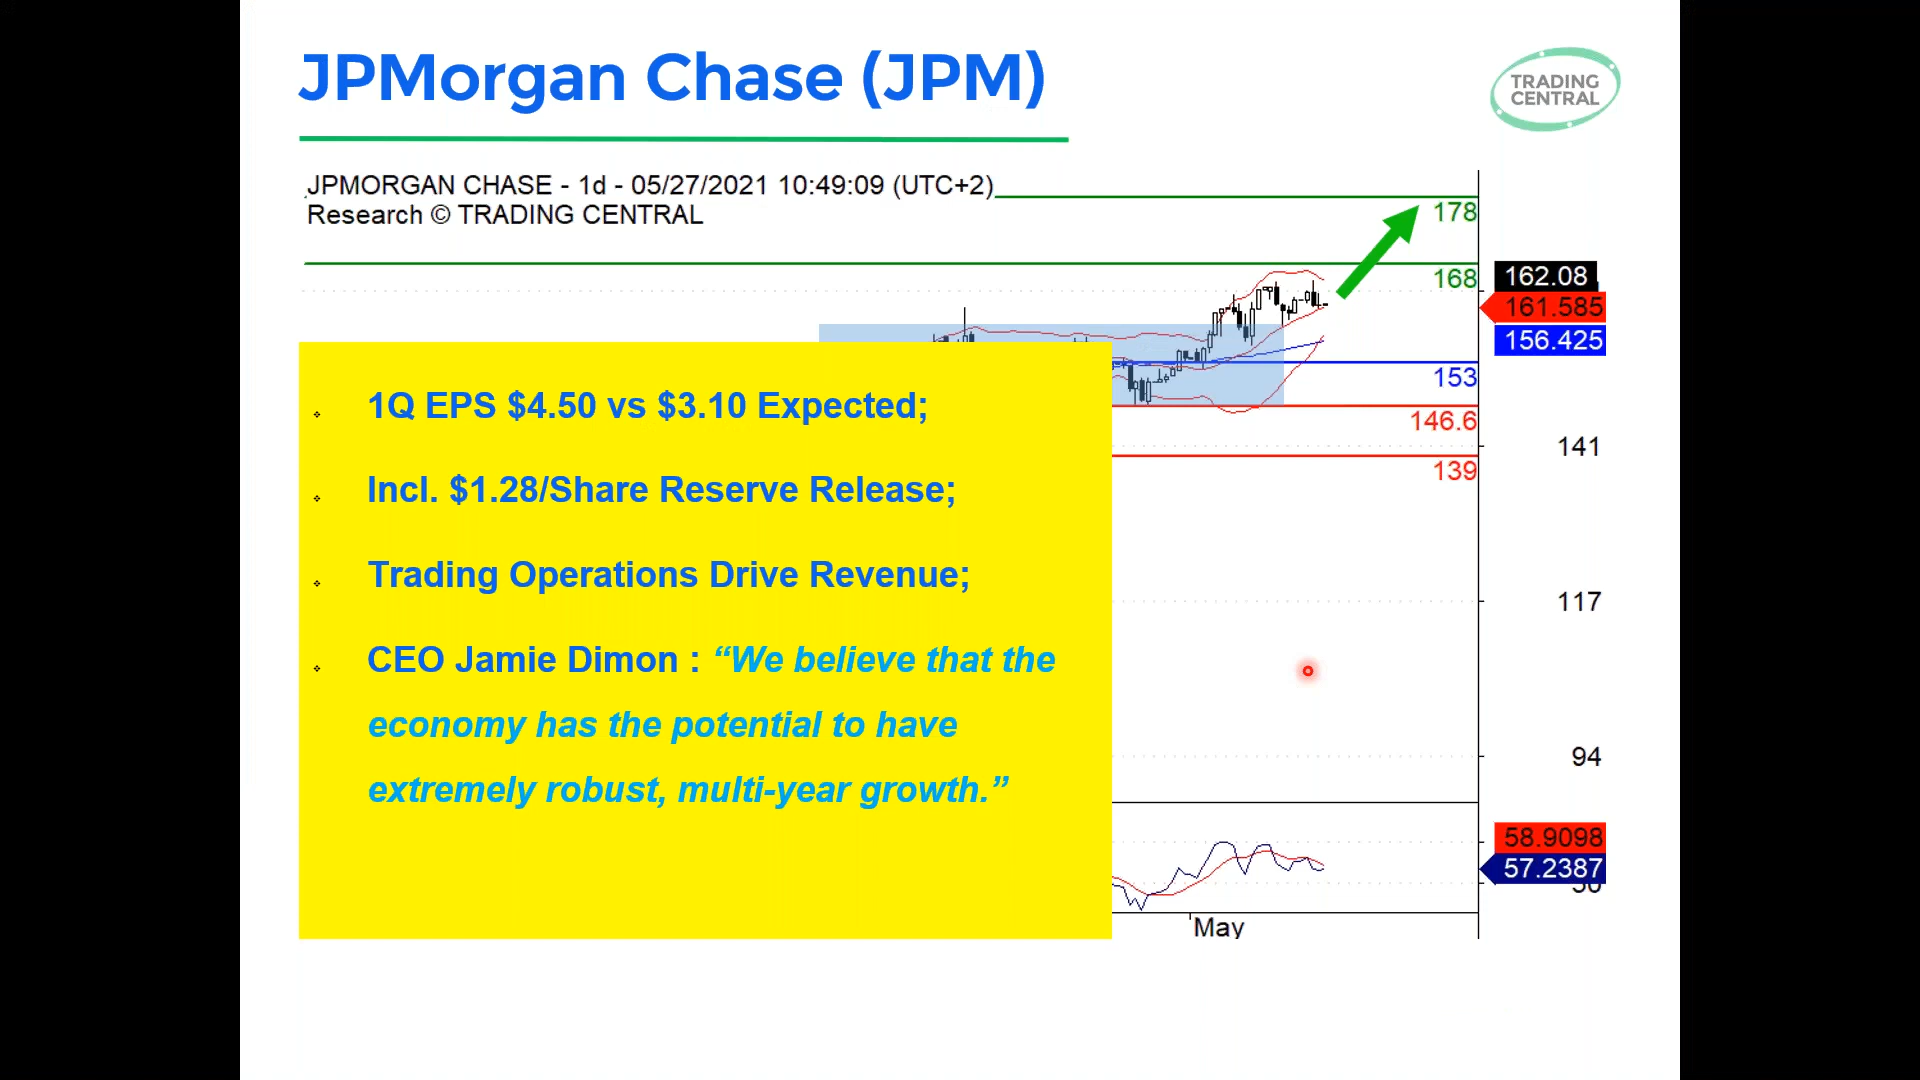 JPMorgan Chase (JPM)
TRADING
CENTRAL
JPMORGAN CHASE - 1d - 05/27/2021 10:49:09 (UTC+2)
Research © TRADING CENTRAL
178
168
162.08
161.585
156.425
153
146.6
141
139
117
94
1Q EPS $4.50 vs $3.10 Expected;
Incl. $1.28/Share Reserve Release;
Trading Operations Drive Revenue;
CEO Jamie Dimon : “We believe that the
economy has the potential to have
extremely robust, multi-year growth.”
58.9098
57.2387
50
May